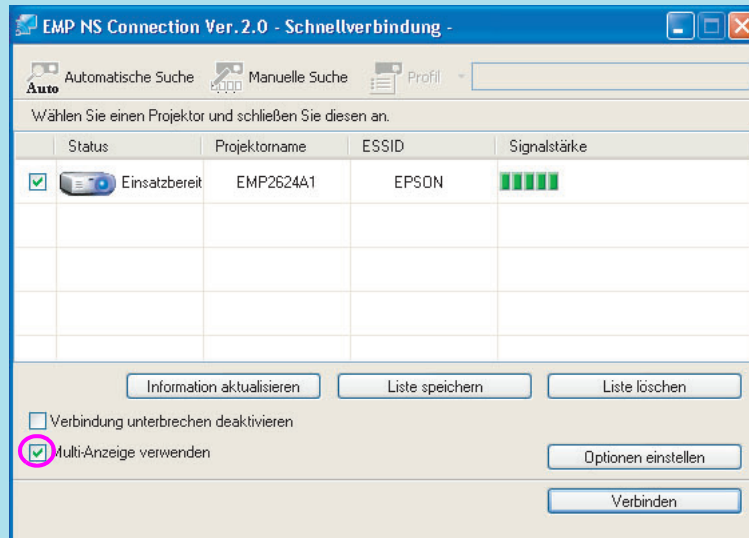 EMP NS Connection Ver.2.0 - Schnellverbindung -
Auto Automatische Suche Manuelle Suche Profil
Wählen Sie einen Projektor und schließen Sie diesen an.
Status Projektorname ESSID Signalstärke
Einsatzbereit EMP2624A1 EPSON
Information aktualisieren Liste speichern Liste löschen
Verbindung unterbrechen deaktivieren
Multi-Anzeige verwenden Optionen einstellen
Verbinden